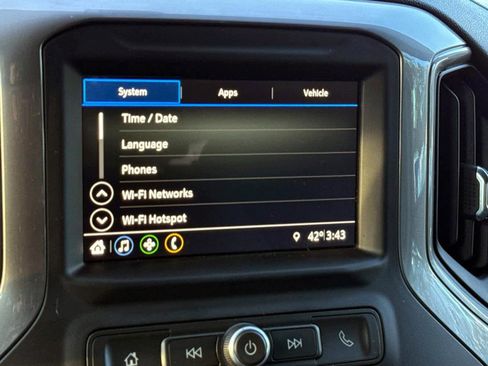 System Apps Vehicle
Time / Date
Language
Phones
Wi-Fi Networks
Wi-Fi Hotspot
42° 3:43